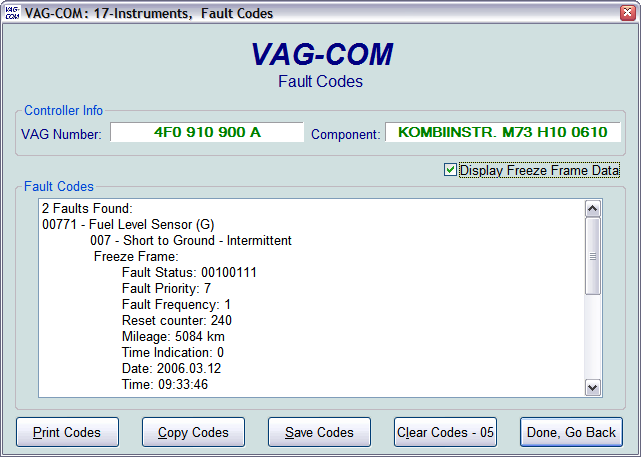 VAG-COM
VAG-COM: 17-Instruments, Fault Codes
VAG-COM
Fault Codes
Controller Info
VAG Number: 4F0 910 900 A Component: KOMBIINSTR. M73 H10 0610
Display Freeze Frame Data
Fault Codes
2 Faults Found:
00771 - Fuel Level Sensor (G)
007 - Short to Ground - Intermittent
Freeze Frame:
Fault Status: 00100111
Fault Priority: 7
Fault Frequency: 1
Reset counter: 240
Mileage: 5084 km
Time Indication: 0
Date: 2006.03.12
Time: 09:33:46
Print Codes Copy Codes Save Codes Clear Codes - 05 Done, Go Back